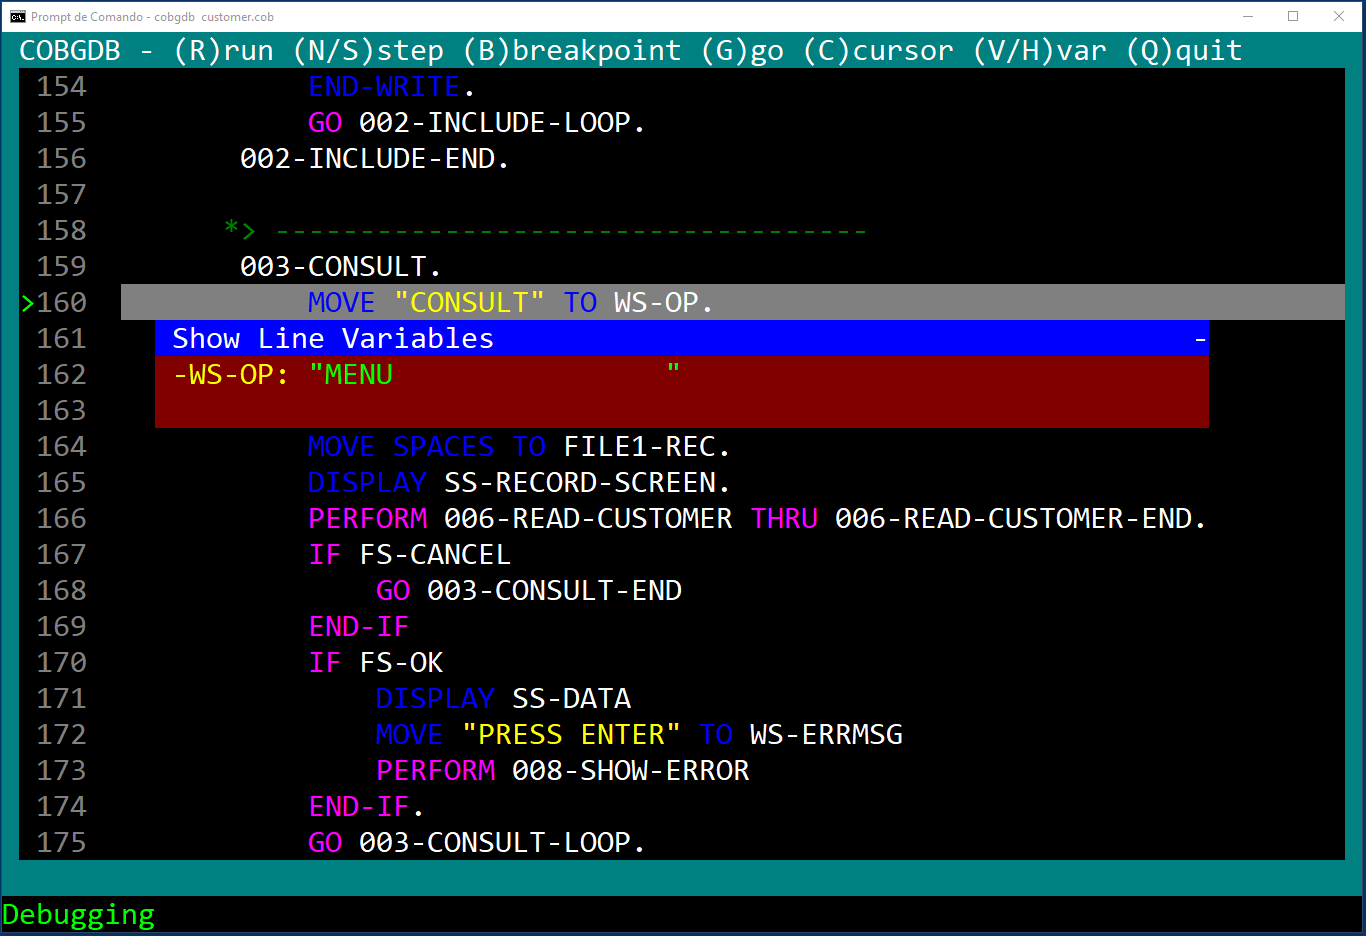 Prompt de Comando - cobgdb  customer.cob
COBGDB - (R)run (N/S)step (B)breakpoint (G)go (C)cursor (V/H)var (Q)quit
154             END-WRITE.
155             GO 002-INCLUDE-LOOP.
156         002-INCLUDE-END.
157
158        *> -----------------------------------
159         003-CONSULT.
>160             MOVE "CONSULT" TO WS-OP.
161     Show Line Variables                                         -
162     -WS-OP: "MENU                "
163
164             MOVE SPACES TO FILE1-REC.
165             DISPLAY SS-RECORD-SCREEN.
166             PERFORM 006-READ-CUSTOMER THRU 006-READ-CUSTOMER-END.
167             IF FS-CANCEL
168                 GO 003-CONSULT-END
169             END-IF
170             IF FS-OK
171                 DISPLAY SS-DATA
172                 MOVE "PRESS ENTER" TO WS-ERRMSG
173                 PERFORM 008-SHOW-ERROR
174             END-IF.
175             GO 003-CONSULT-LOOP.
Debugging